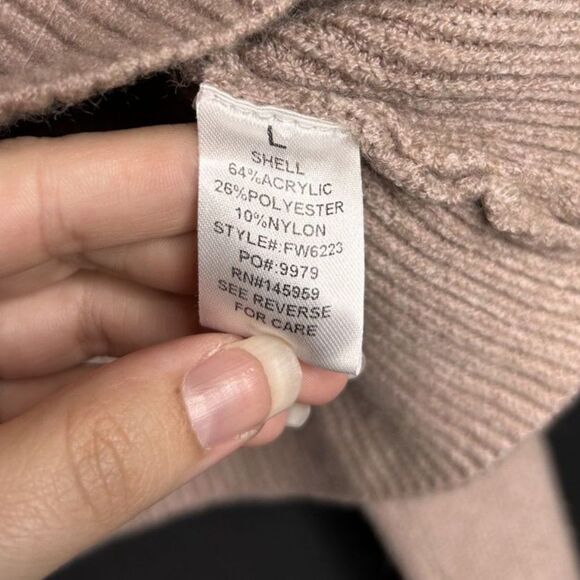 L
SHELL
64%ACRYLIC
26%POLYESTER
10%NYLON
STYLE#:FW6223
PO#:9979
RN#145959
SEE REVERSE
FOR CARE